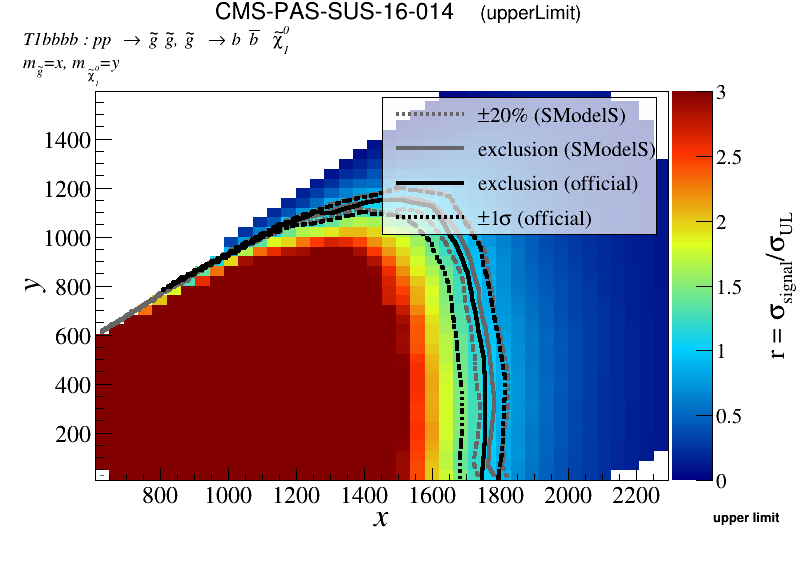 CMS-PAS-SUS-16-014 (upperLimit)
T1bbbb : pp → g̃ g̃, g̃ → b b̅ χ̃₁⁰
m_g̃=x, m_χ̃₁⁰=y
±20% (SModelS)
exclusion (SModelS)
exclusion (official)
±1σ (official)
y
1400
1200
1000
800
600
400
200
800 1000 1200 1400 1600 1800 2000 2200
x
3
2.5
2
1
0.5
0
r = σ_signal/σ_UL
upper limit